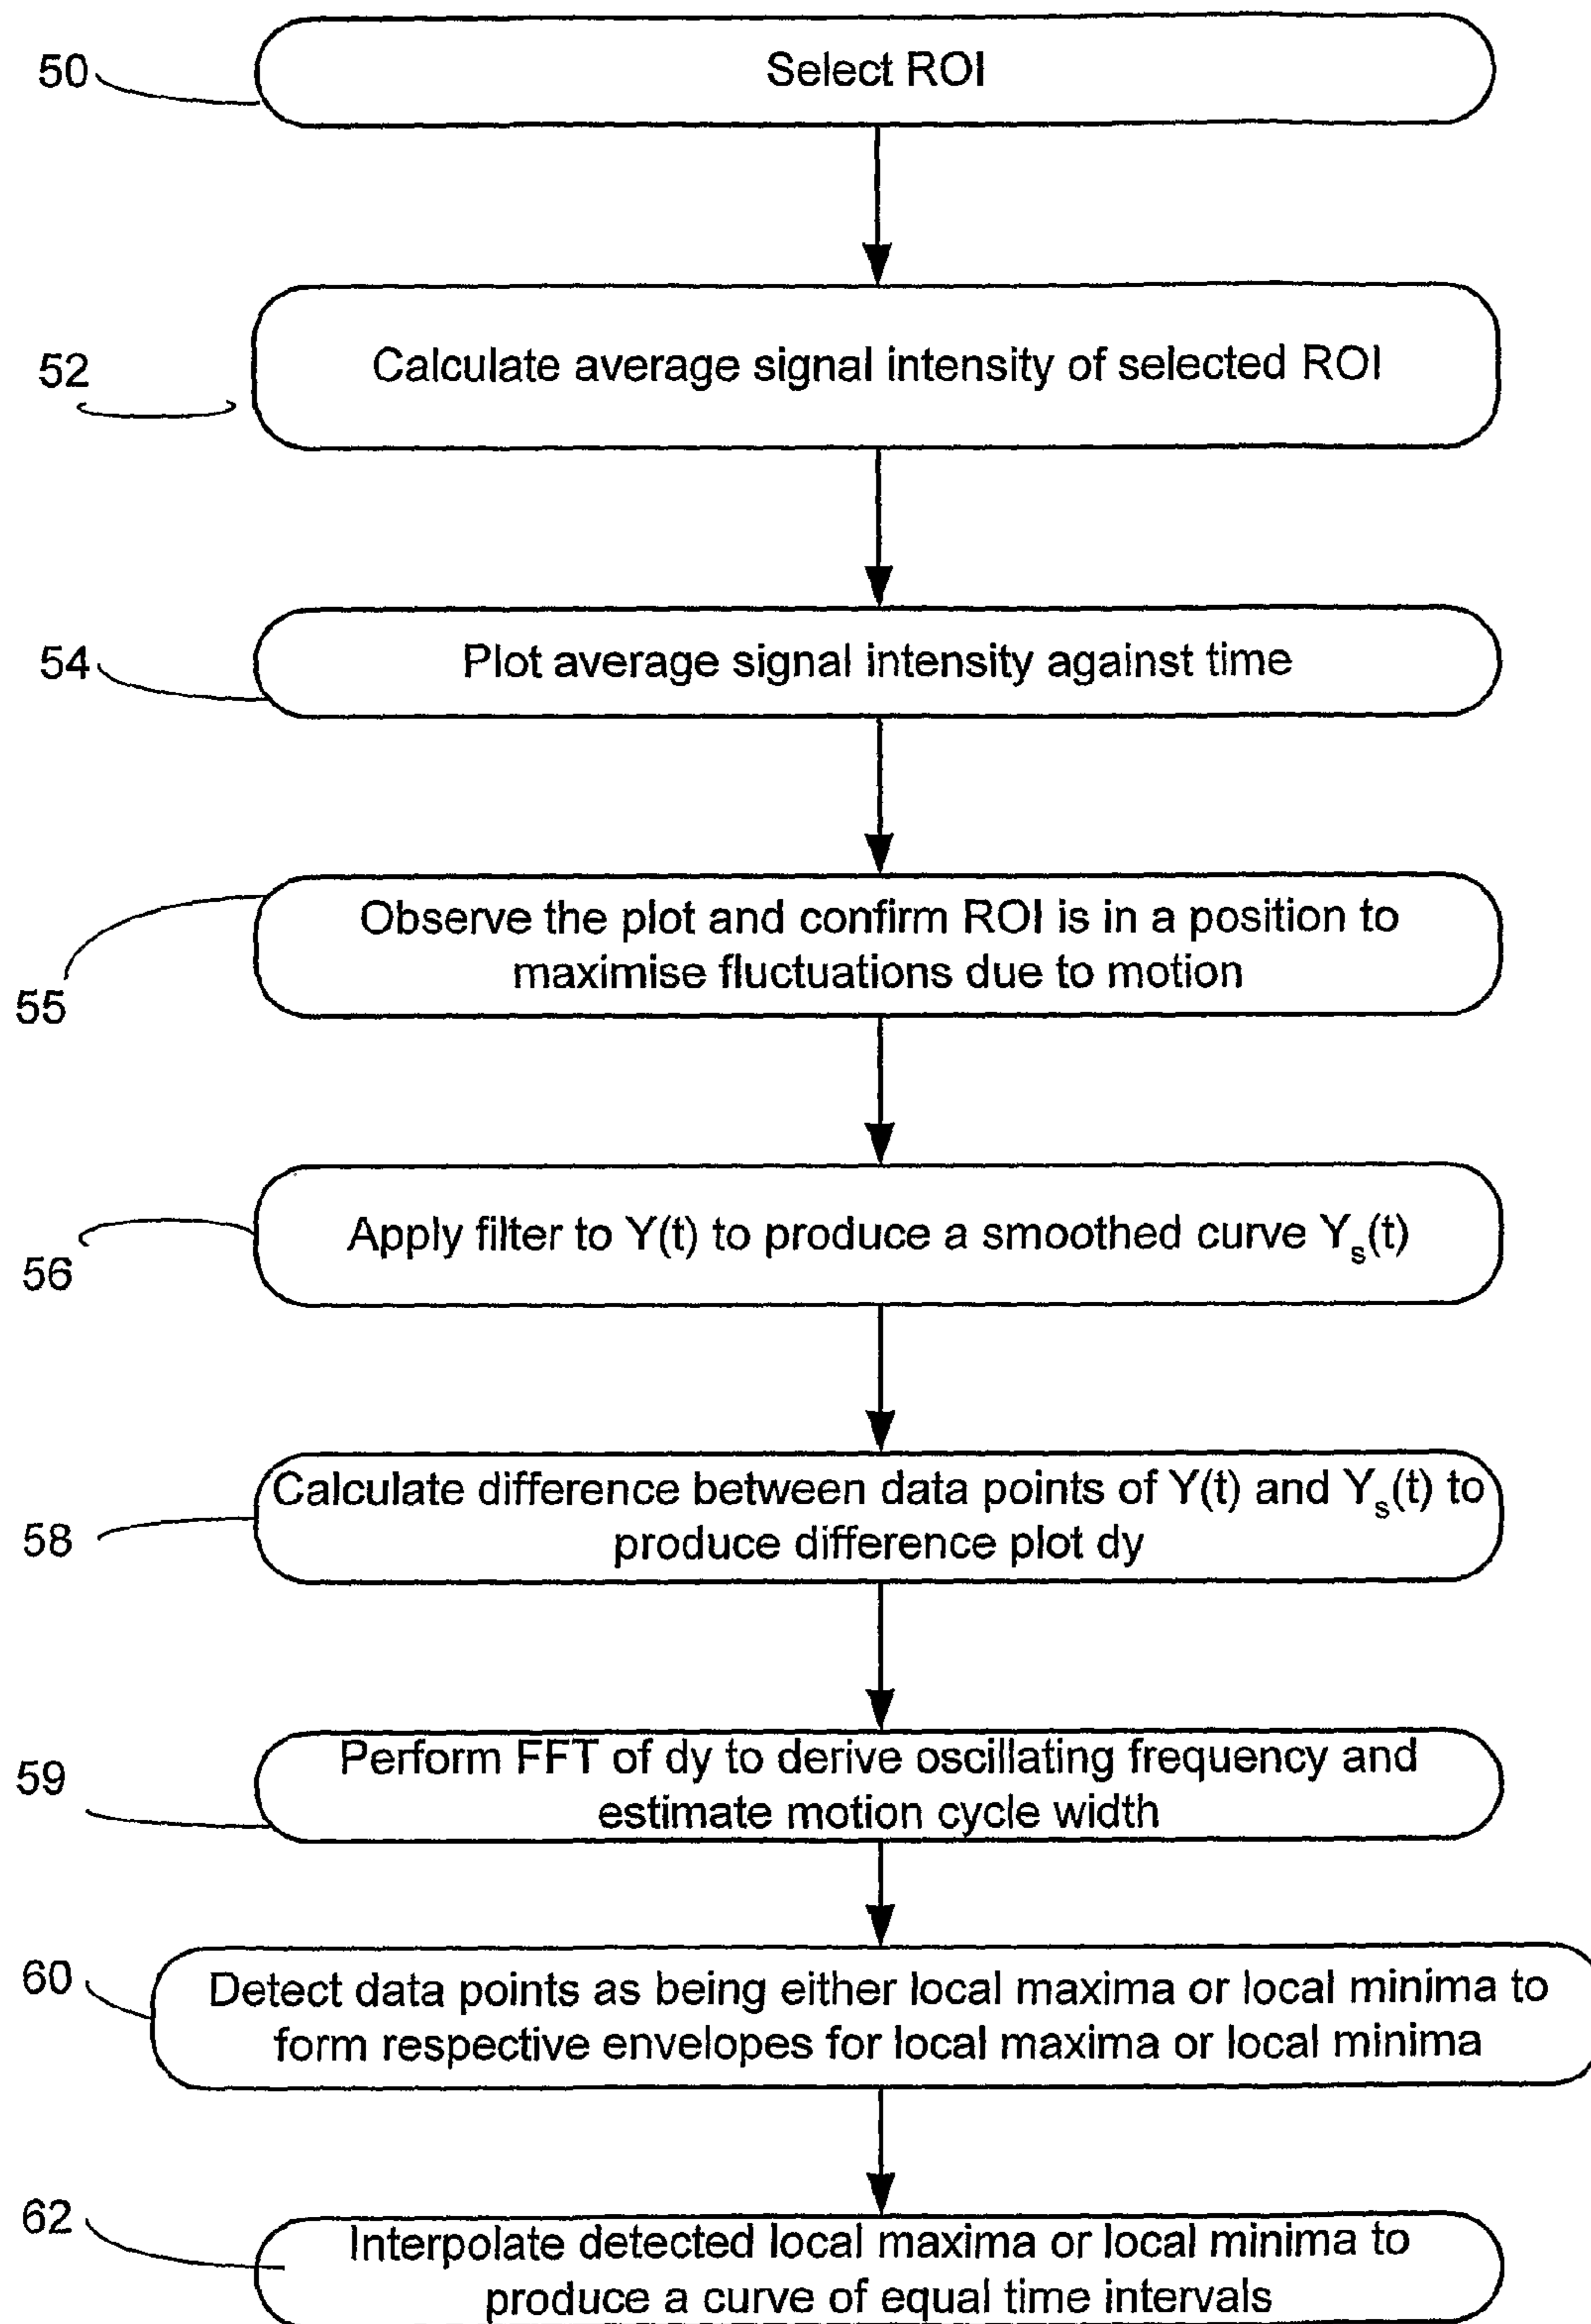 50
Select ROI
52
Calculate average signal intensity of selected ROI
54
Plot average signal intensity against time
55
Observe the plot and confirm ROI is in a position to
maximise fluctuations due to motion
56
Apply filter to Y(t) to produce a smoothed curve Yₛ(t)
58
Calculate difference between data points of Y(t) and Yₛ(t) to
produce difference plot dy
59
Perform FFT of dy to derive oscillating frequency and
estimate motion cycle width
60
Detect data points as being either local maxima or local minima to
form respective envelopes for local maxima or local minima
62
Interpolate detected local maxima or local minima to
produce a curve of equal time intervals